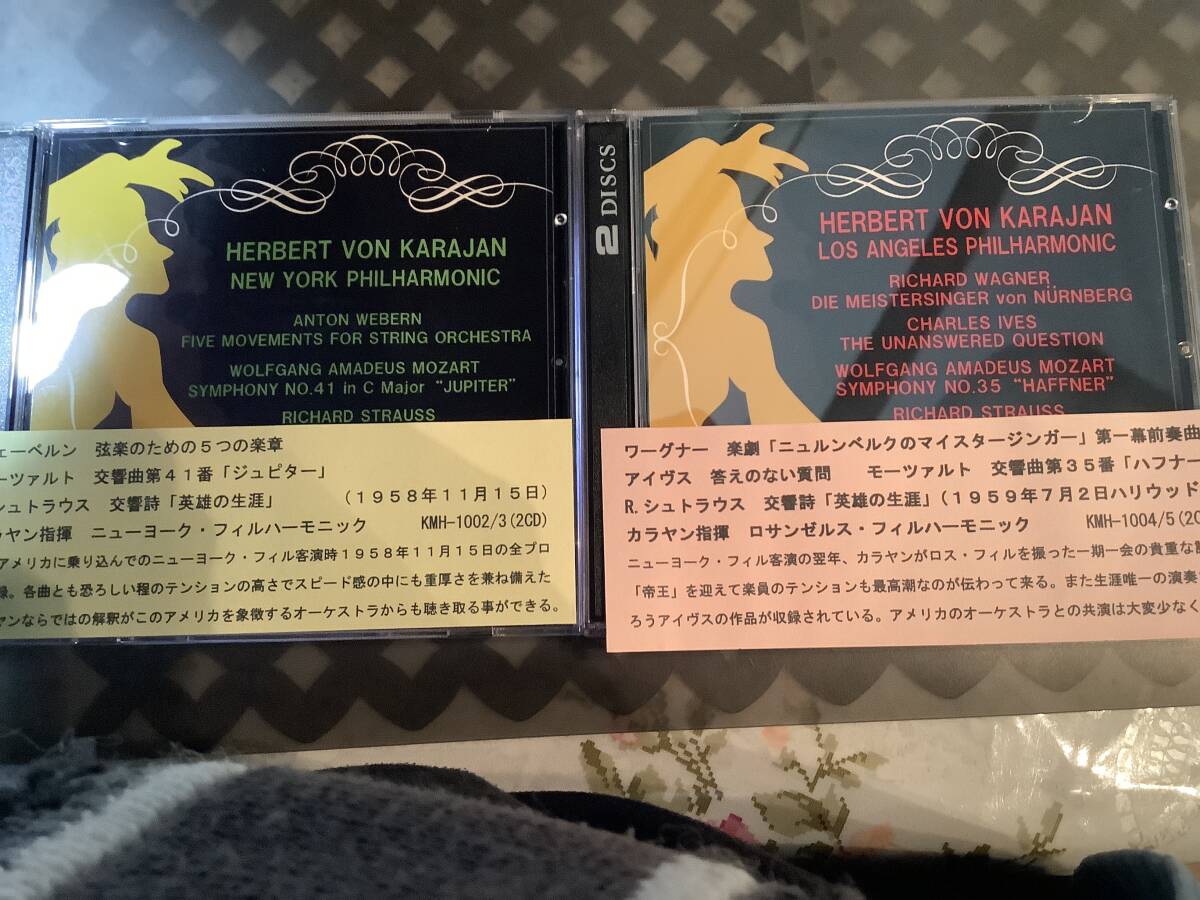 HERBERT VON KARAJAN
NEW YORK PHILHARMONIC
ANTON WEBERN
FIVE MOVEMENTS FOR STRING ORCHESTRA
WOLFGANG AMADEUS MOZART
SYMPHONY NO.41 in C Major "JUPITER"
RICHARD STRAUSS
ェーベルン 弦楽のための5つの楽章
ーツァルト 交響曲第41番「ジュピター」
シュトラウス 交響詩「英雄の生涯」 (1958年11月15日)
ラヤン指揮 ニューヨーク・フィルハーモニック KMH-1002/3(2CD)
アメリカに乗り込んでのニューヨーク・フィル客演時1958年11月15日の全プロ
録。各曲とも恐ろしい程のテンションの高さでスピード感の中にも重厚さを兼ね備えた
ヤンならではの解釈がこのアメリカを象徴するオーケストラからも聴き取る事ができる。
2 DISCS
HERBERT VON KARAJAN
LOS ANGELES PHILHARMONIC
RICHARD WAGNER
DIE MEISTERSINGER von NÜRNBERG
CHARLES IVES
THE UNANSWERED QUESTION
WOLFGANG AMADEUS MOZART
SYMPHONY NO.35 "HAFFNER"
RICHARD STRAUSS
ワーグナー 楽劇「ニュルンベルクのマイスタージンガー」第一幕前奏曲
アイヴス 答えのない質問 モーツァルト 交響曲第35番「ハフナー
R.シュトラウス 交響詩「英雄の生涯」(1959年7月2日ハリウッド
カラヤン指揮 ロサンゼルス・フィルハーモニック KMH-1004/5(2C
ニューヨーク・フィル客演の翌年、カラヤンがロス・フィルを振った一期一会の貴重な
「帝王」を迎えて楽員のテンションも最高潮なのが伝わって来る。また生涯唯一の演奏
ろうアイヴスの作品が収録されている。アメリカのオーケストラとの共演は大変少なく